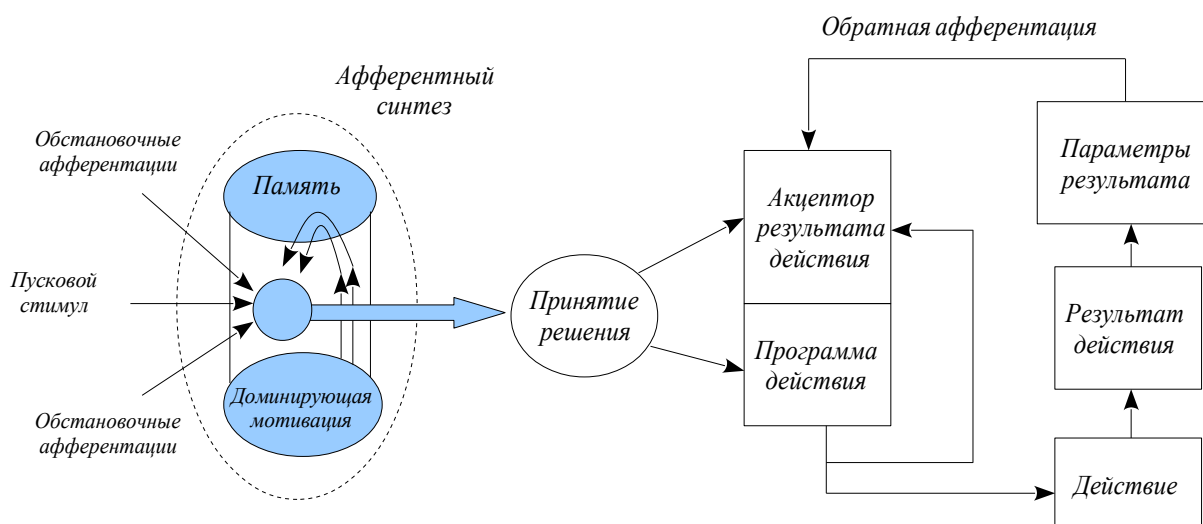 Обратная афферентация
Афферентный
синтез
Обстановочные
афферентации
Память
Пусковой
стимул
Доминирующая
мотивация
Обстановочные
афферентации
Принятие
решения
Акцептор
результата
действия
Программа
действия
Параметры
результата
Результат
действия
Действие